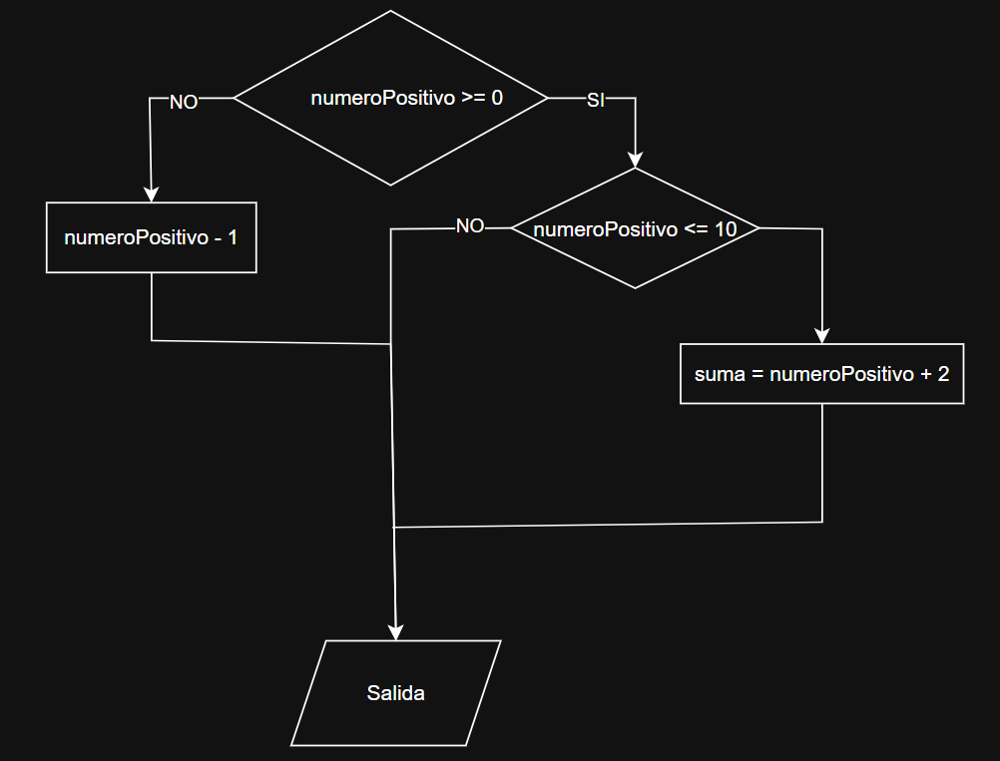 numeroPositivo >= 0
NO
SI
numeroPositivo - 1
NO
numeroPositivo <= 10
suma = numeroPositivo + 2
Salida